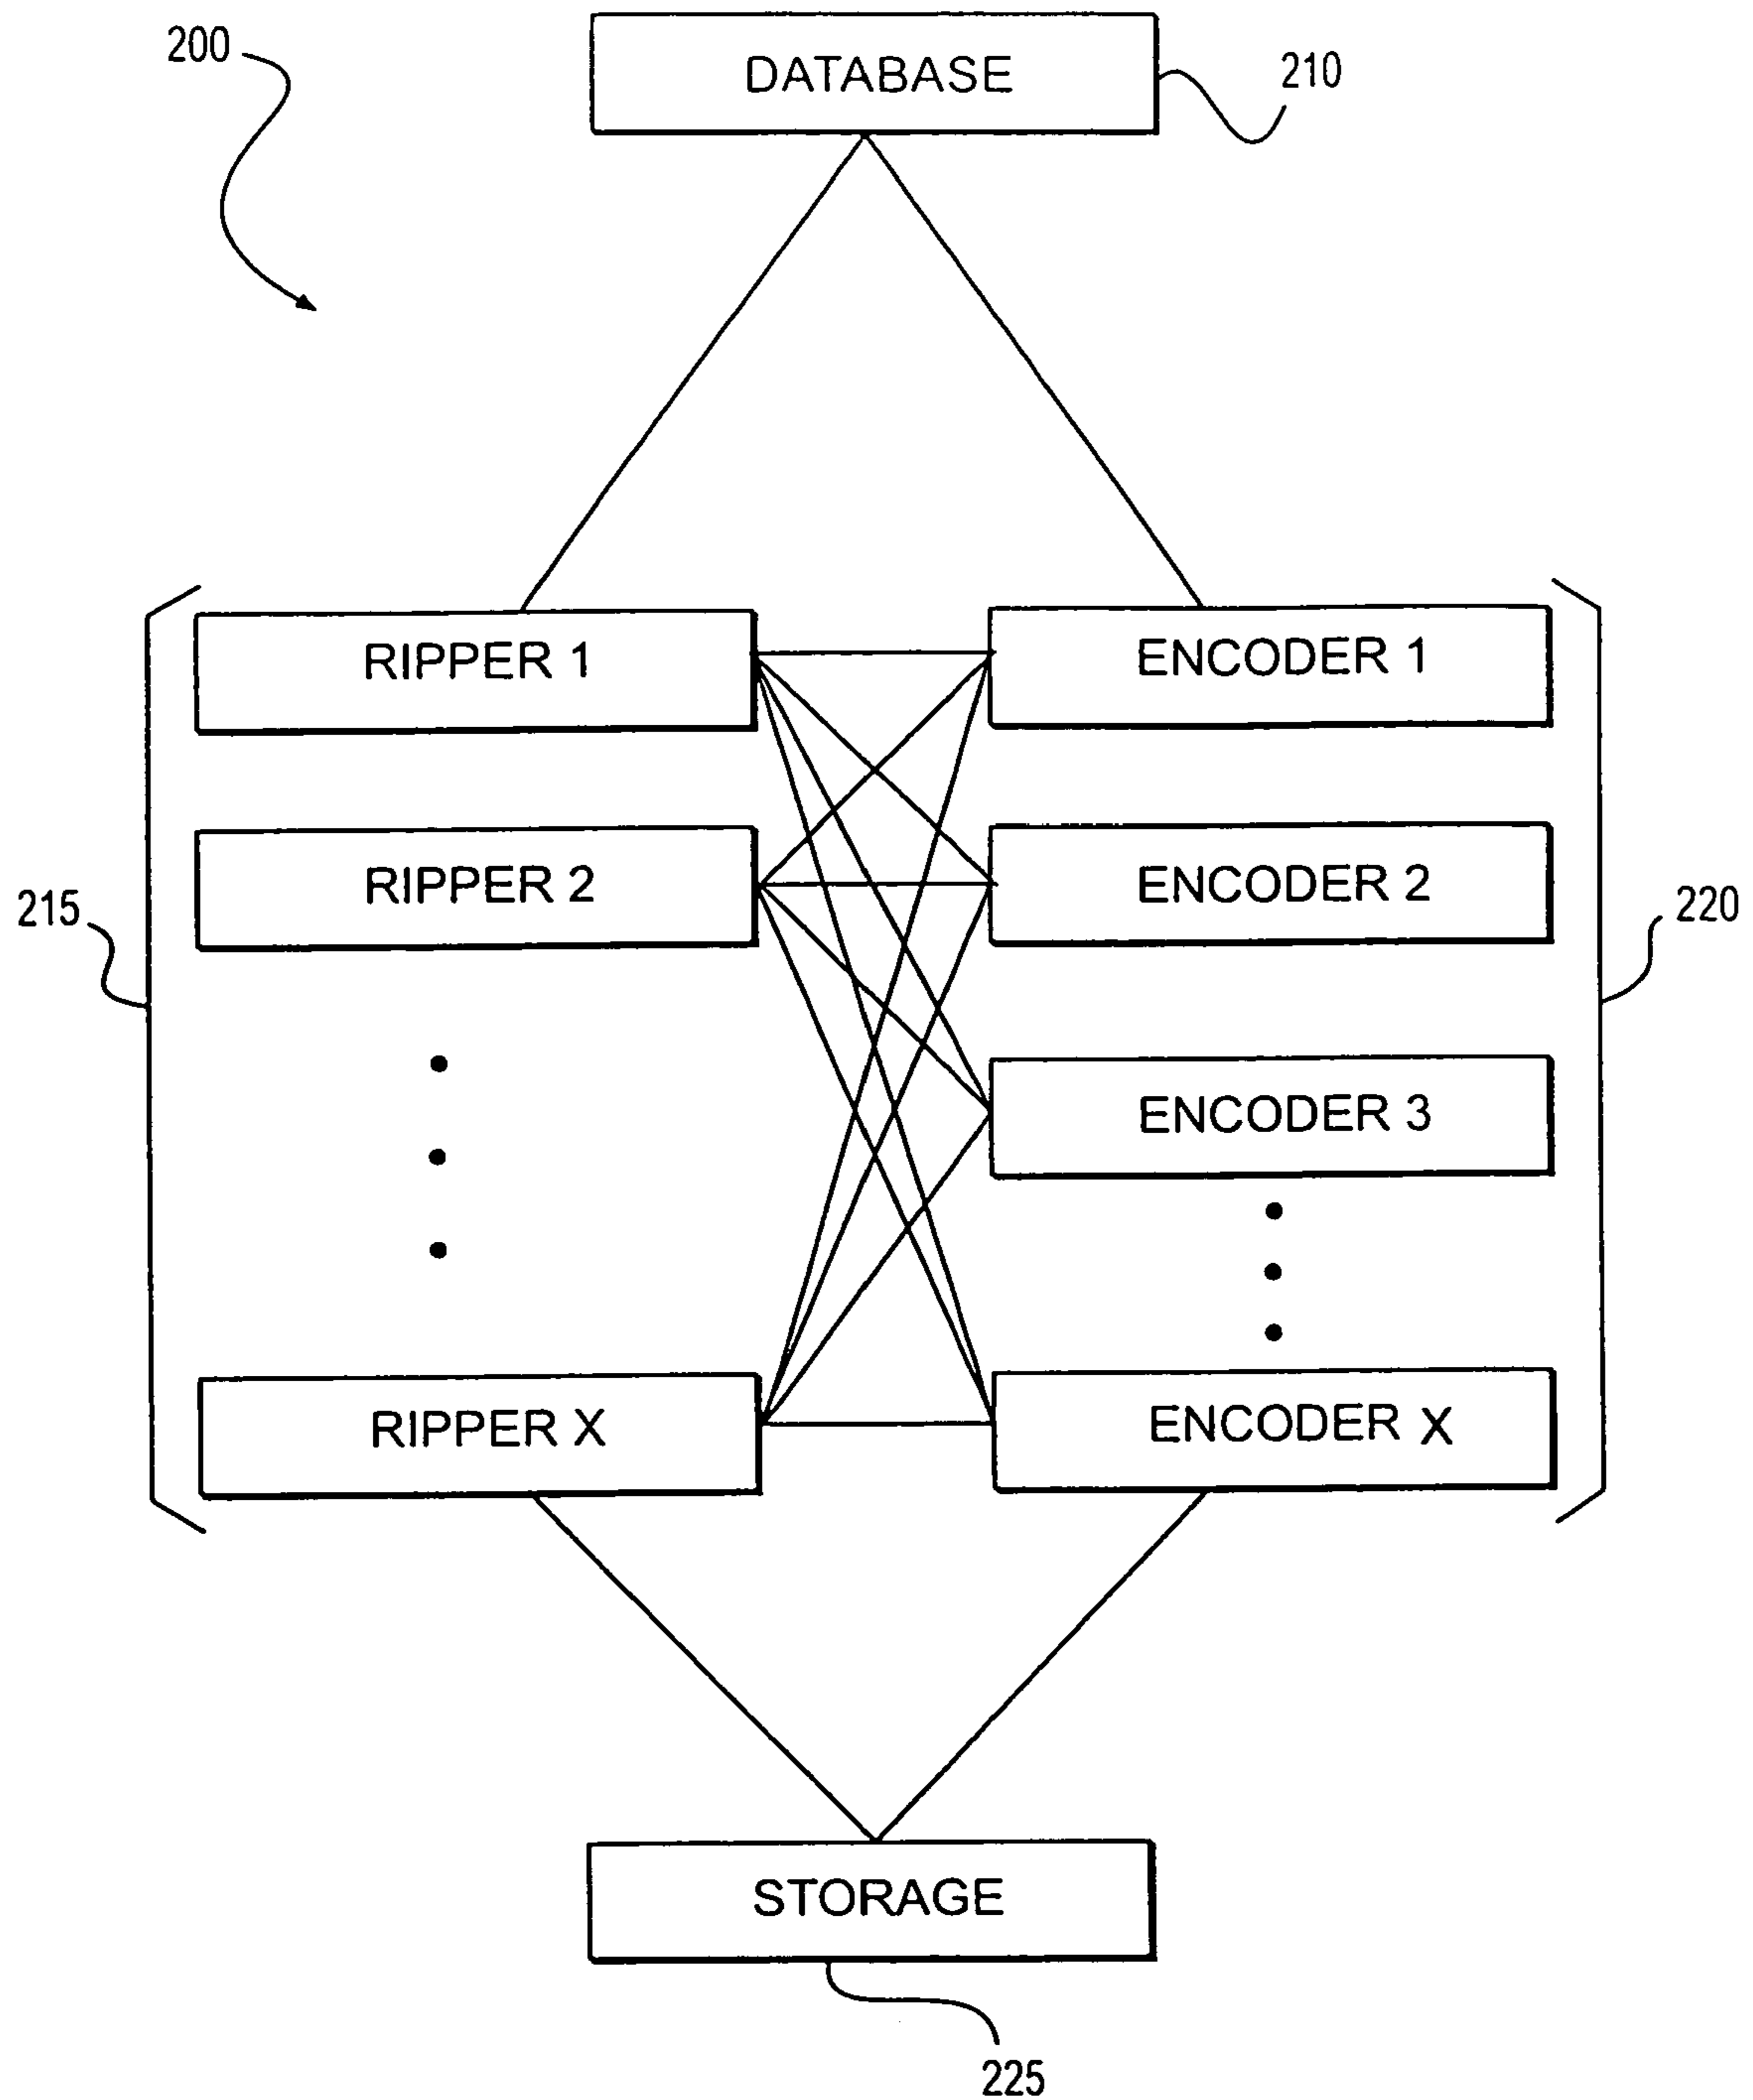 200
DATABASE
210
RIPPER 1
ENCODER 1
RIPPER 2
ENCODER 2
215
220
ENCODER 3
RIPPER X
ENCODER X
STORAGE
225